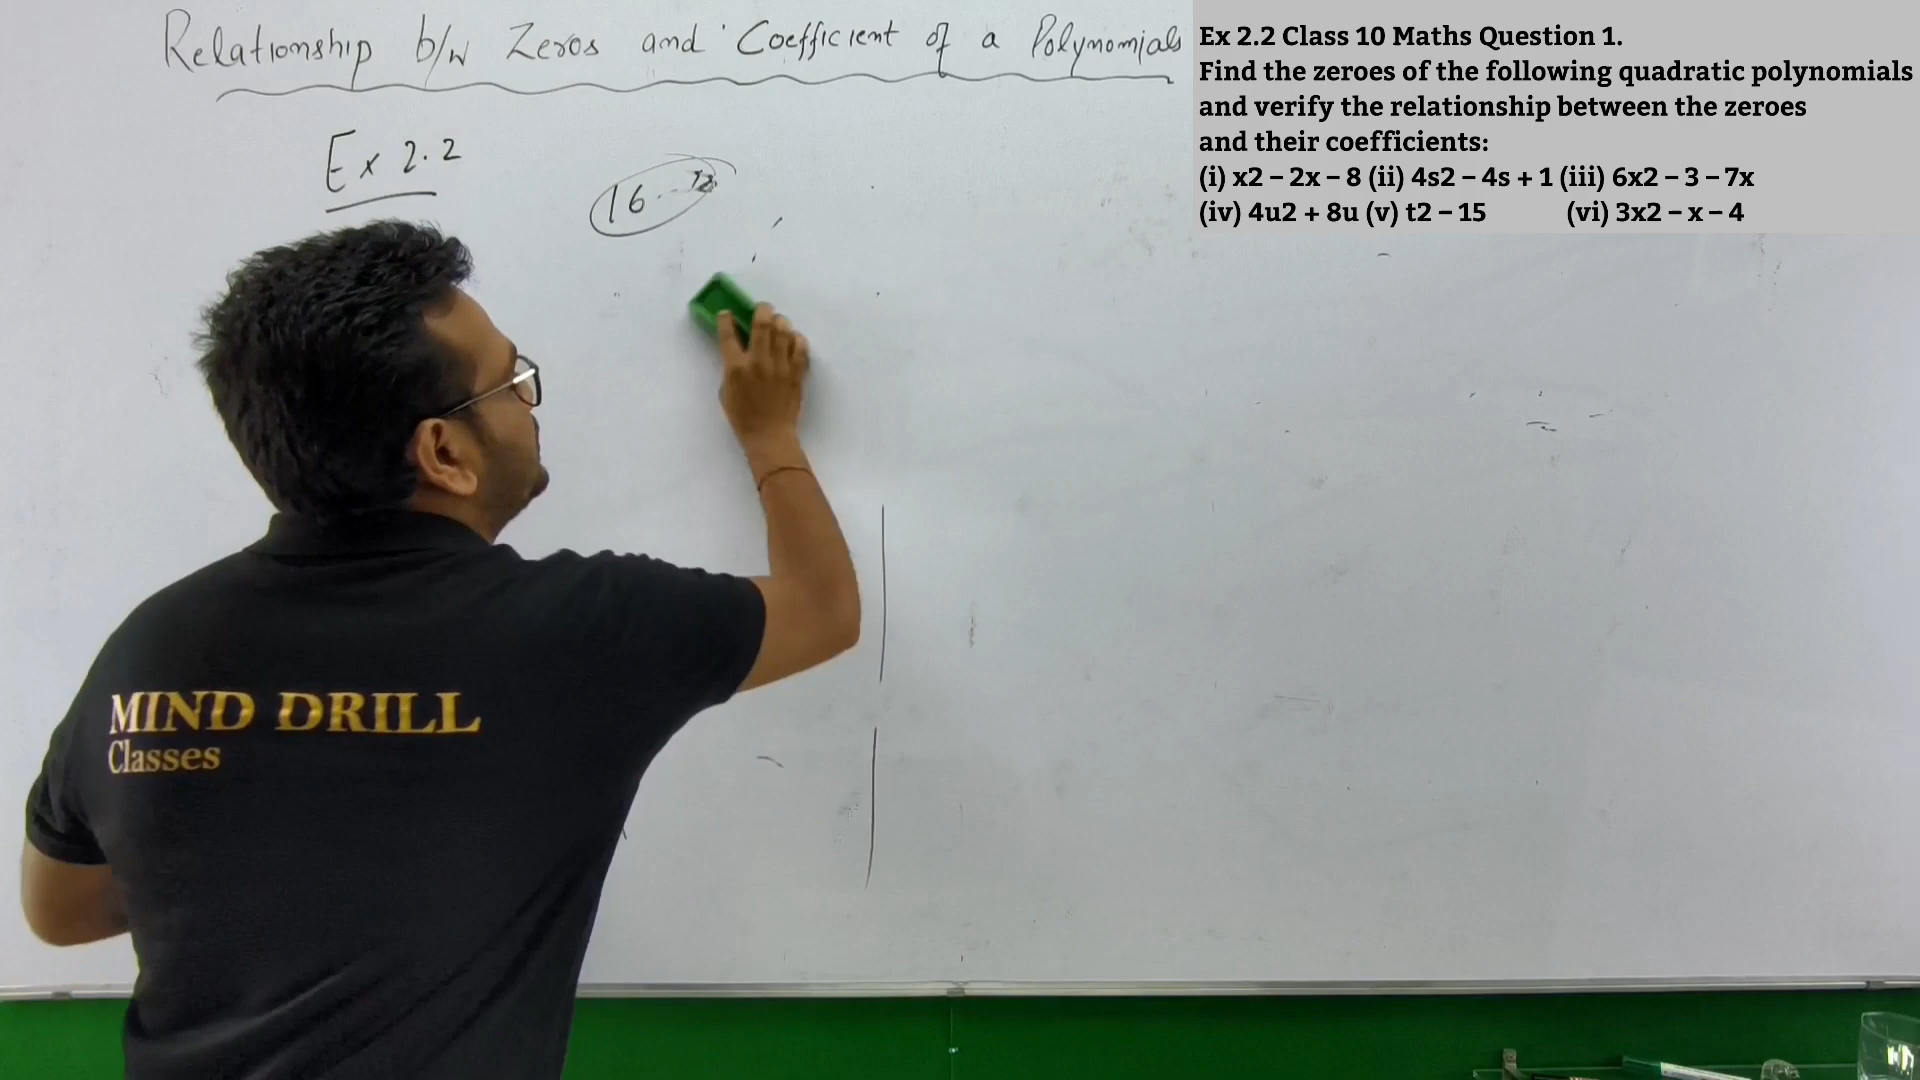 Relationship b/w Zeros and Coefficient of a Polynomials
Ex 2.2
16
Ex 2.2 Class 10 Maths Question 1.
Find the zeroes of the following quadratic polynomials
and verify the relationship between the zeroes
and their coefficients:
(i) x2 – 2x – 8 (ii) 4s2 – 4s + 1 (iii) 6x2 – 3 – 7x
(iv) 4u2 + 8u (v) t2 – 15 (vi) 3x2 – x – 4
MIND DRILL
Classes